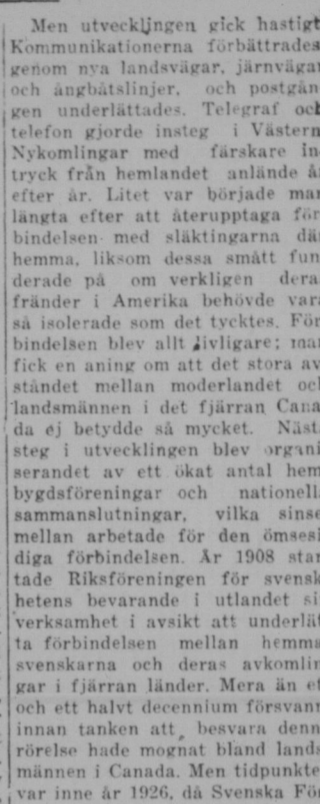 Men utvecklingen gick hastigt
Kommunikationerna förbättrades
genom nya landsvägar, järnvägar
och ångbåtslinjer, och postgån
gen underlättades. Telegraf och
telefon gjorde insteg i Västern
Nykomlingar med färskare in
tryck från hemlandet anlände å
efter år. Litet var började man
längta efter att återupptaga för
bindelsen med släktingarna dä
hemma, liksom dessa smått fun
derade på om verkligen dera
fränder i Amerika behövde vara
så isolerade som det tycktes. För
bindelsen blev allt livligare; man
fick en aning om att det stora av
ståndet mellan moderlandet och
landsmännen i det fjärran Cana
da ej betydde så mycket. Näst
steg i utvecklingen blev organi
serandet av ett ökat antal hem
bygdsföreningar och nationell
sammanslutningar, vilka sinse
mellan arbetade för den ömsesi
diga förbindelsen. År 1908 star
tade Riksföreningen för svensk
hetens bevarande i utlandet si
verksamhet i avsikt att underlät
ta förbindelsen mellan hemma
svenskarna och deras avkomlin
gar i fjärran länder. Mera än et
och ett halvt decennium försvann
innan tanken att besvara denn
rörelse hade mognat bland lands
männen i Canada. Men tidpunkte
var inne år 1926, då Svenska För